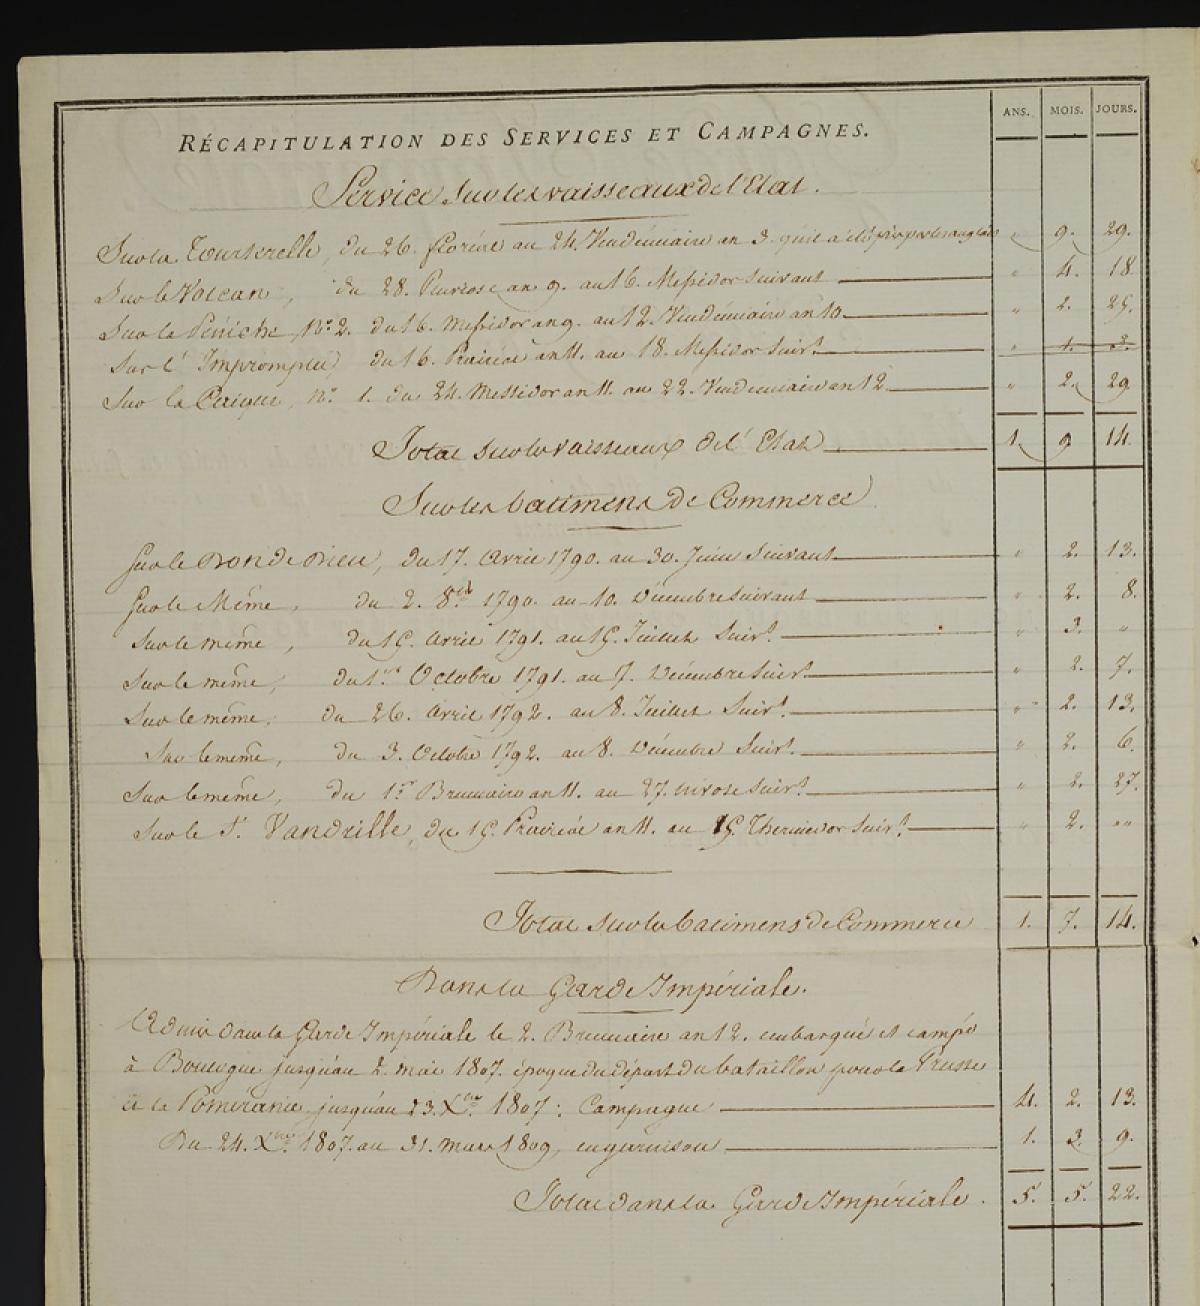 ANS. MOIS. JOURS.
RÉCAPITULATION DES SERVICES ET CAMPAGNES.
Service sur les vaisseaux de l'Etat.
Sur la Tourterelle, du 26. floréal au 24. Vendémiaire an 3. qu'il a été pris par les anglais " 9. 29.
Sur le Volcan, du 28. Pluviose an 9. au 16. Messidor suivant " 4. 18.
Sur la Péniche, N.º 2. du 16. Messidor an 9. au 12. Vendémiaire an 10. " 2. 25.
Sur l'Impromptu du 16. Prairial an 11. au 18. Messidor suiv.t " 1. 2.
Sur la Caïque, N.º 1. du 24. Messidor an 11. au 22. Vendémiaire an 12. " 2. 29
Total sur les vaisseaux de l'Etat 1. 9 14.
Sur les batimens de Commerce
Sur le Don de Dieu, du 17. avril 1790. au 30. Juin suivant " 2. 13.
Sur le Même, du 2. 8.bre 1790. au 10. Décembre suivant " 2. 8.
Sur le même, du 15. avril 1791. au 15. Juillet suiv.t " 3. "
Sur le même, du 1.er Octobre 1791. au 7. Décembre suiv.t " 2. 7.
Sur le même, du 26. avril 1792. au 8. Juillet suiv.t " 2. 13.
Sur le même, du 3. Octobre 1792. au 8. Décembre suiv.t " 2. 6.
Sur le même, du 1.er Brumaire an 11. au 27. nivose suiv.t " 2. 27.
Sur le S.t Vandrille, du 15. Prairial an 11. au 15. Thermidor suiv.t " 2. ""
Total sur les batimens de Commerce 1. 7. 14.
Dans la Garde Impériale.
Admis dans la Garde Impériale le 2. Brumaire an 12. embarqué et campé
à Boulogne jusqu'au 2. mai 1807. époque du départ du bataillon pour la Prusse
et la Poméranie, jusqu'au 23. X.bre 1807: Campagne 4. 2. 13.
Du 24. X.bre 1807. au 31. mars 1809, en garnison 1. 3. 9.
Total dans la Garde Impériale. 5. 5. 22.